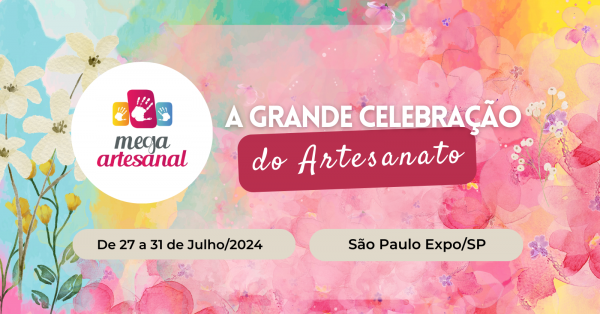 mega
artesanal
A GRANDE CELEBRAÇÃO
do Artesanato
De 27 a 31 de Julho/2024
São Paulo Expo/SP